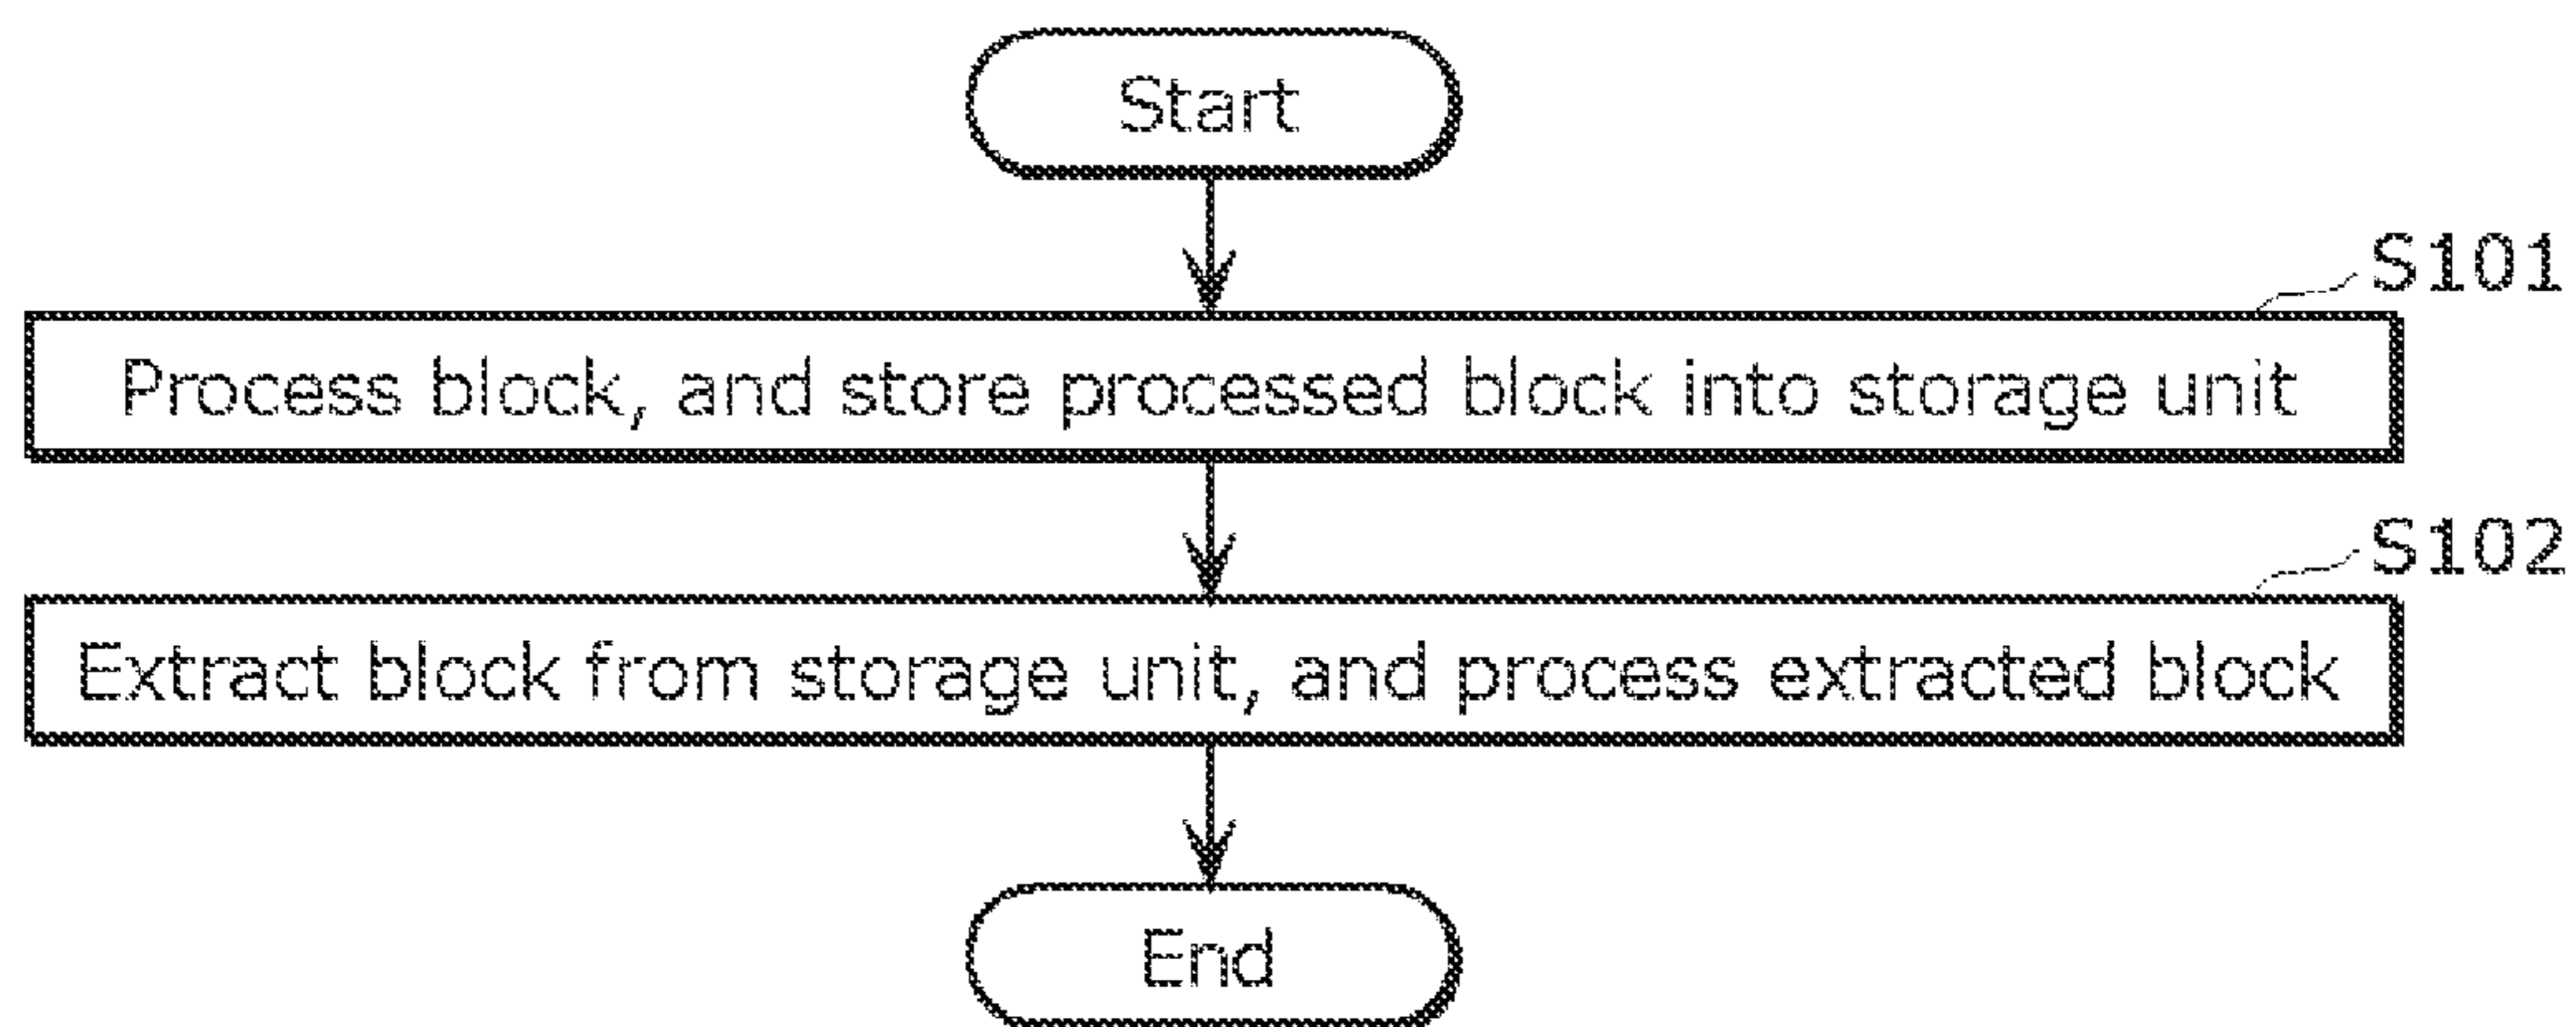 Start
S101
Process block, and store processed block into storage unit
S102
Extract block from storage unit, and process extracted block
End